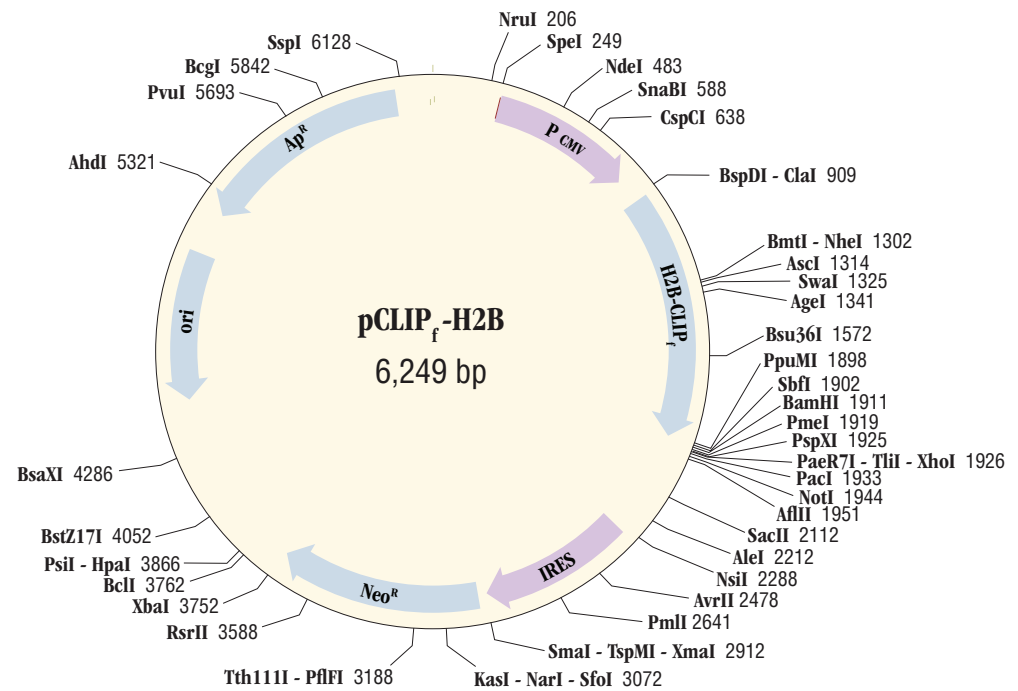 NruI 206
SpeI 249
NdeI 483
SnaBI 588
CspCI 638
BspDI - ClaI 909
BmtI - NheI 1302
AscI 1314
SwaI 1325
AgeI 1341
Bsu36I 1572
PpuMI 1898
SbfI 1902
BamHI 1911
PmeI 1919
PspXI 1925
PaeR7I - TliI - XhoI 1926
PacI 1933
NotI 1944
AflII 1951
SacII 2112
AleI 2212
NsiI 2288
AvrII 2478
PmlI 2641
SmaI - TspMI - XmaI 2912
KasI - NarI - SfoI 3072
Tth111I - PflFI 3188
RsrII 3588
XbaI 3752
BclI 3762
PsiI - HpaI 3866
BstZ17I 4052
BsaXI 4286
AhdI 5321
PvuI 5693
BcgI 5842
SspI 6128
P CMV
H2B-CLIPf
IRES
NeoR
ori
ApR
pCLIPf-H2B
6,249 bp